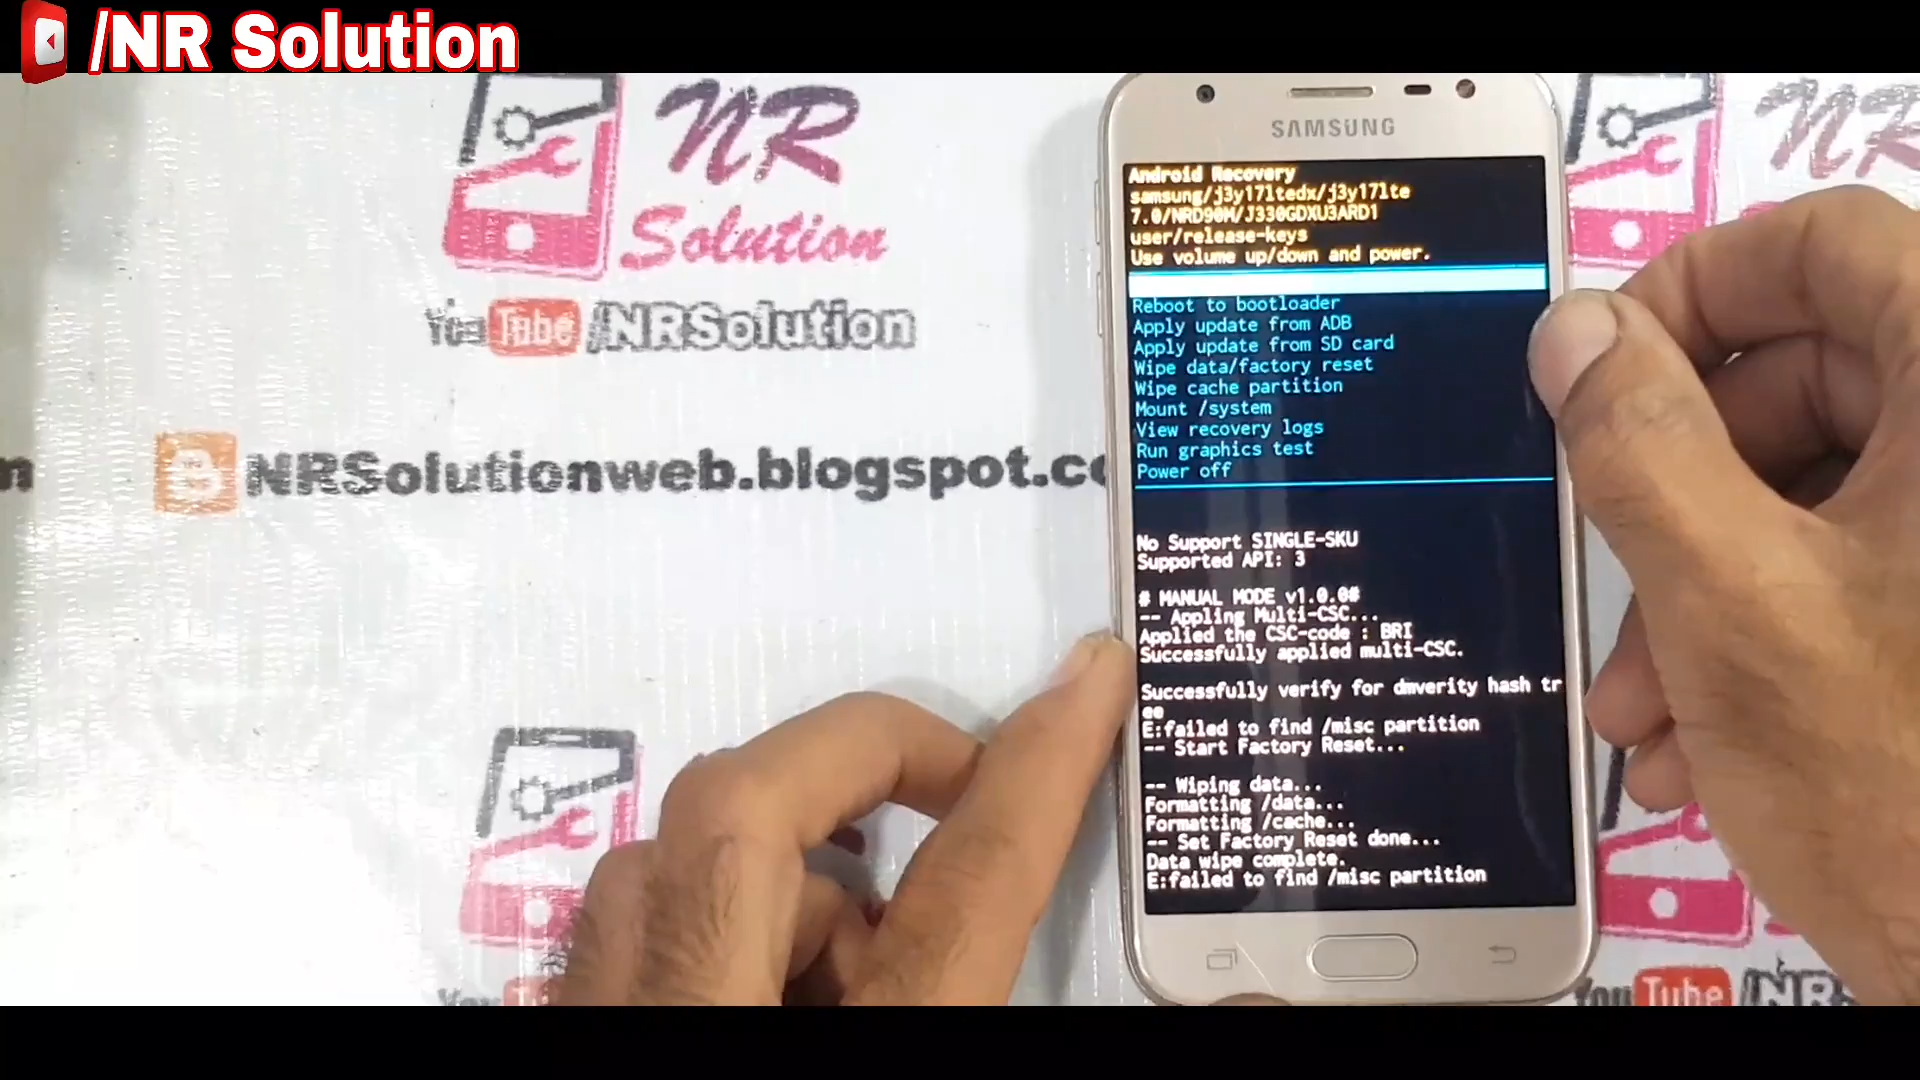 /NR Solution
NR
Solution
YouTube /NRSolution
NRSolutionweb.blogspot.co
SAMSUNG
Android Recovery
samsung/j3y17ltedx/j3y17lte
7.0/NRD90M/J330GDXU3ARD1
user/release-keys
Use volume up/down and power.
Reboot to bootloader
Apply update from ADB
Apply update from SD card
Wipe data/factory reset
Wipe cache partition
Mount /system
View recovery logs
Run graphics test
Power off
No Support SINGLE-SKU
Supported API: 3
# MANUAL MODE v1.0.0#
-- Appling Multi-CSC...
Applied the CSC-code : BRI
Successfully applied multi-CSC.
Successfully verify for dmverity hash tr
ee
E:failed to find /misc partition
-- Start Factory Reset...
-- Wiping data...
Formatting /data...
Formatting /cache...
-- Set Factory Reset done...
Data wipe complete.
E:failed to find /misc partition
NR
YouTube /NRS